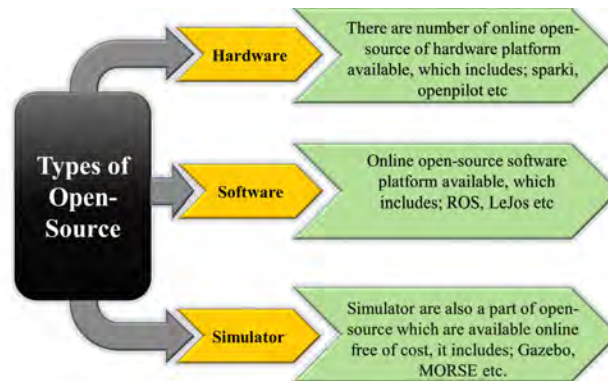 Types of
Open-
Source
Hardware
There are number of online open-
source of hardware platform
available, which includes; sparki,
openpilot etc
Software
Online open-source software
platform available, which
includes; ROS, LeJos etc
Simulator
Simulator are also a part of open-
source which are available online
free of cost, it includes; Gazebo,
MORSE etc.